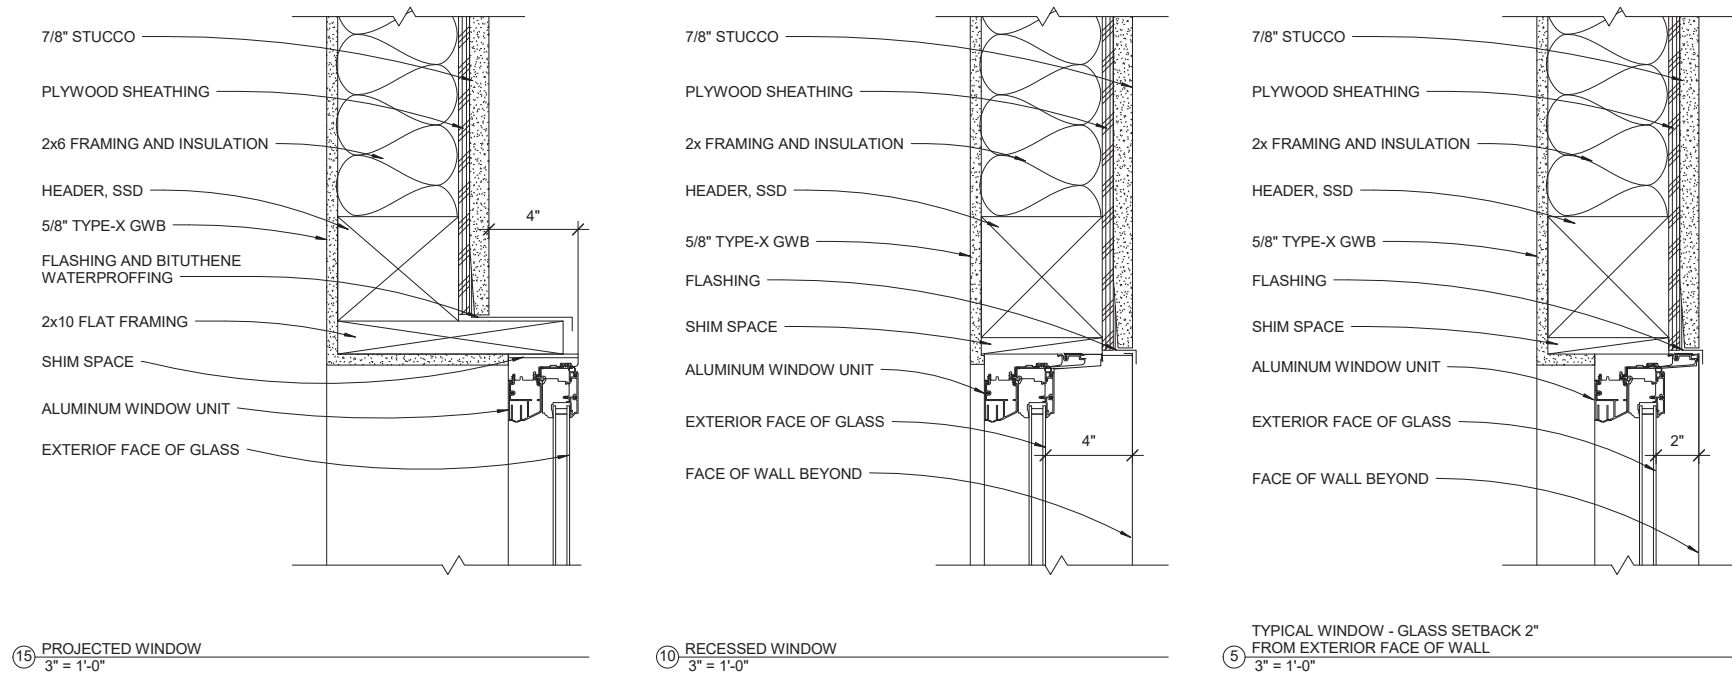 7/8" STUCCO
PLYWOOD SHEATHING
2x6 FRAMING AND INSULATION
HEADER, SSD
4"
5/8" TYPE-X GWB
FLASHING AND BITUTHENE
WATERPROFFING
2x10 FLAT FRAMING
SHIM SPACE
ALUMINUM WINDOW UNIT
EXTERIOF FACE OF GLASS
15 PROJECTED WINDOW
3" = 1'-0"
7/8" STUCCO
PLYWOOD SHEATHING
2x FRAMING AND INSULATION
HEADER, SSD
5/8" TYPE-X GWB
FLASHING
SHIM SPACE
ALUMINUM WINDOW UNIT
EXTERIOR FACE OF GLASS
4"
FACE OF WALL BEYOND
10 RECESSED WINDOW
3" = 1'-0"
7/8" STUCCO
PLYWOOD SHEATHING
2x FRAMING AND INSULATION
HEADER, SSD
5/8" TYPE-X GWB
FLASHING
SHIM SPACE
ALUMINUM WINDOW UNIT
EXTERIOR FACE OF GLASS
2"
FACE OF WALL BEYOND
TYPICAL WINDOW - GLASS SETBACK 2"
5 FROM EXTERIOR FACE OF WALL
3" = 1'-0"